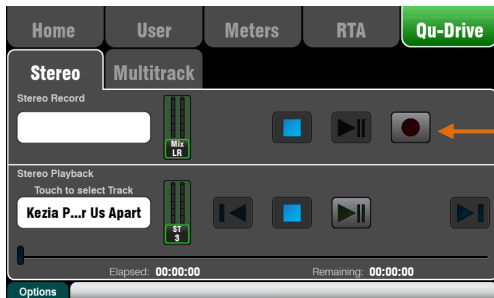 Home User Meters RTA Qu-Drive
Stereo Multitrack
Stereo Record
Mix
LR
Stereo Playback
Touch to select Track
Kezia P...r Us Apart
ST
3
Elapsed: 00:00:00 Remaining: 00:00:00
Options